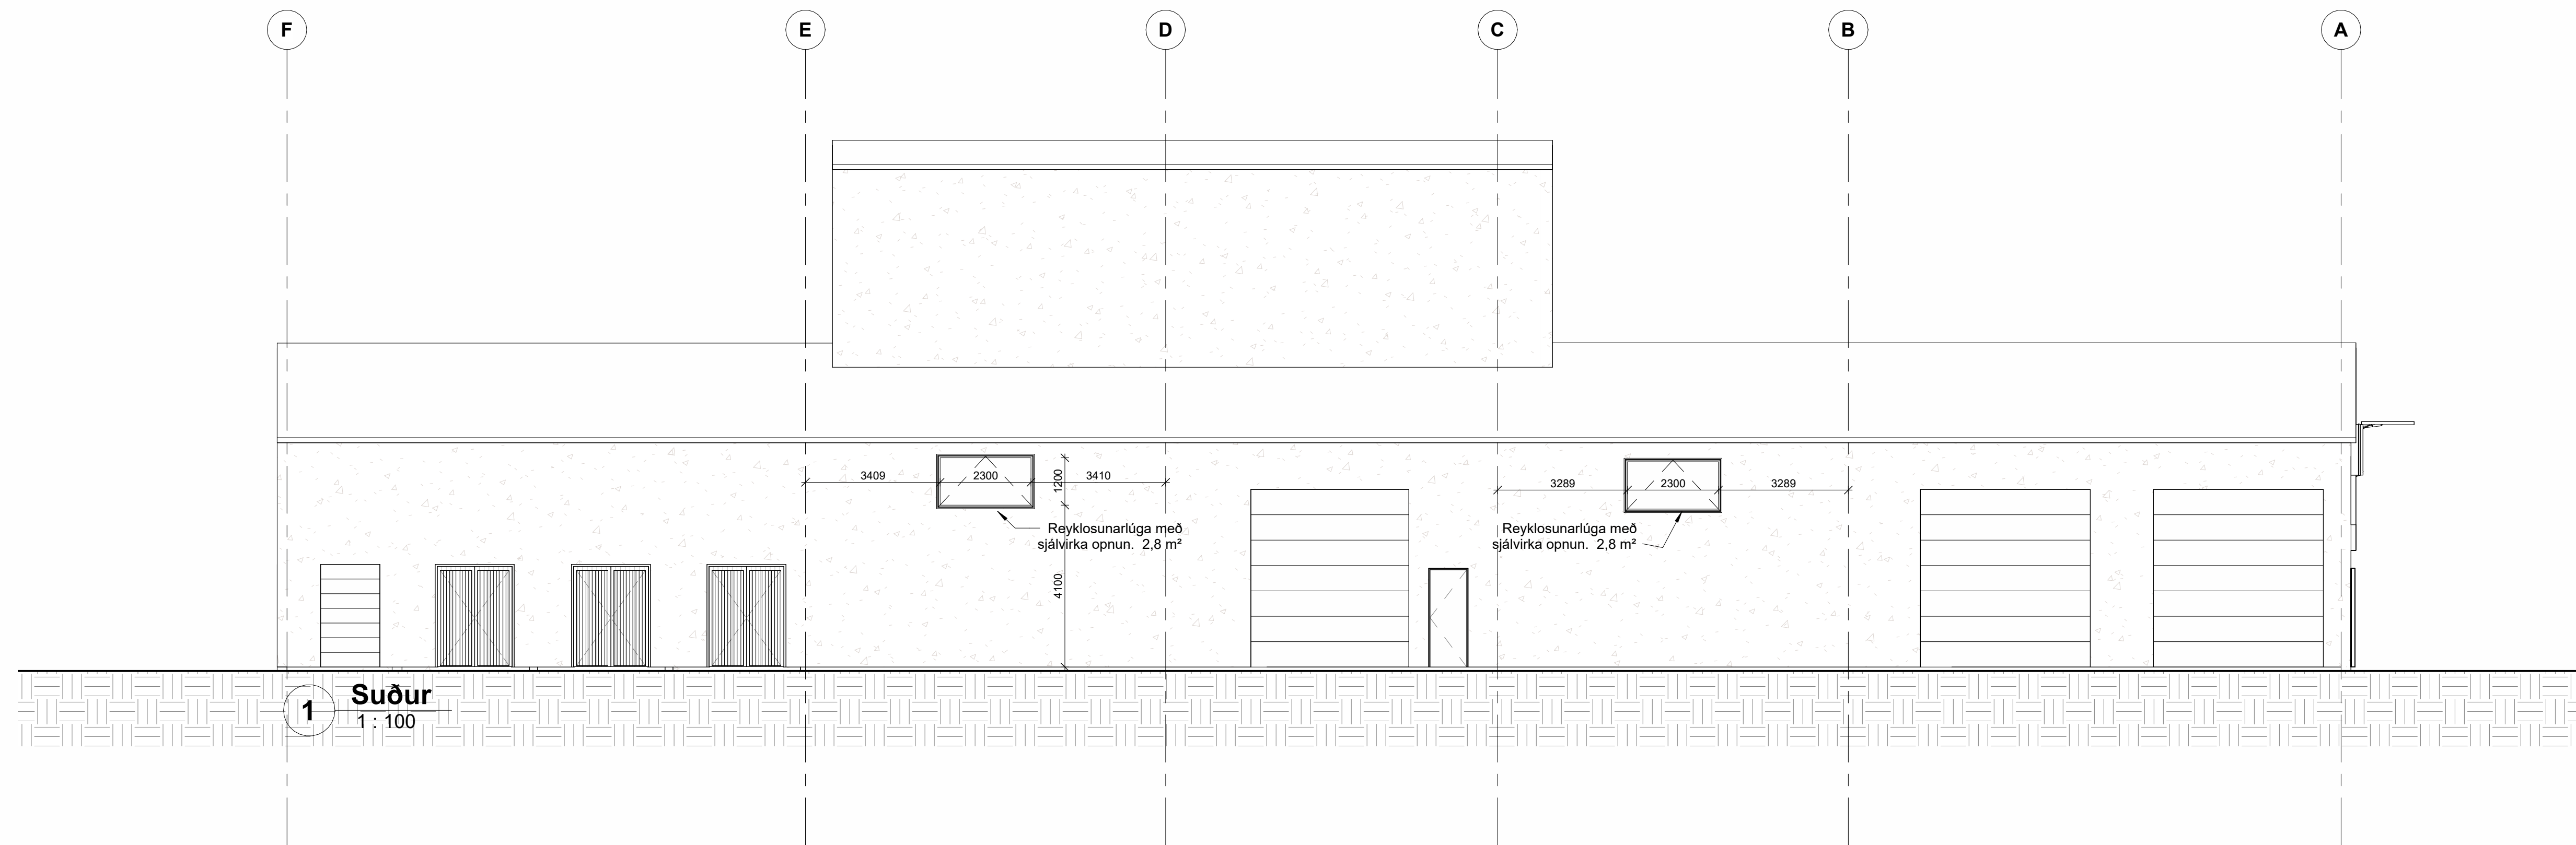 F E D C B A
3409 2300 1200 3410
3289 2300 3289
Reyklosunarlúga með
sjálvirka opnun. 2,8 m²
Reyklosunarlúga með
sjálvirka opnun. 2,8 m²
4100
1 Suður
1 : 100